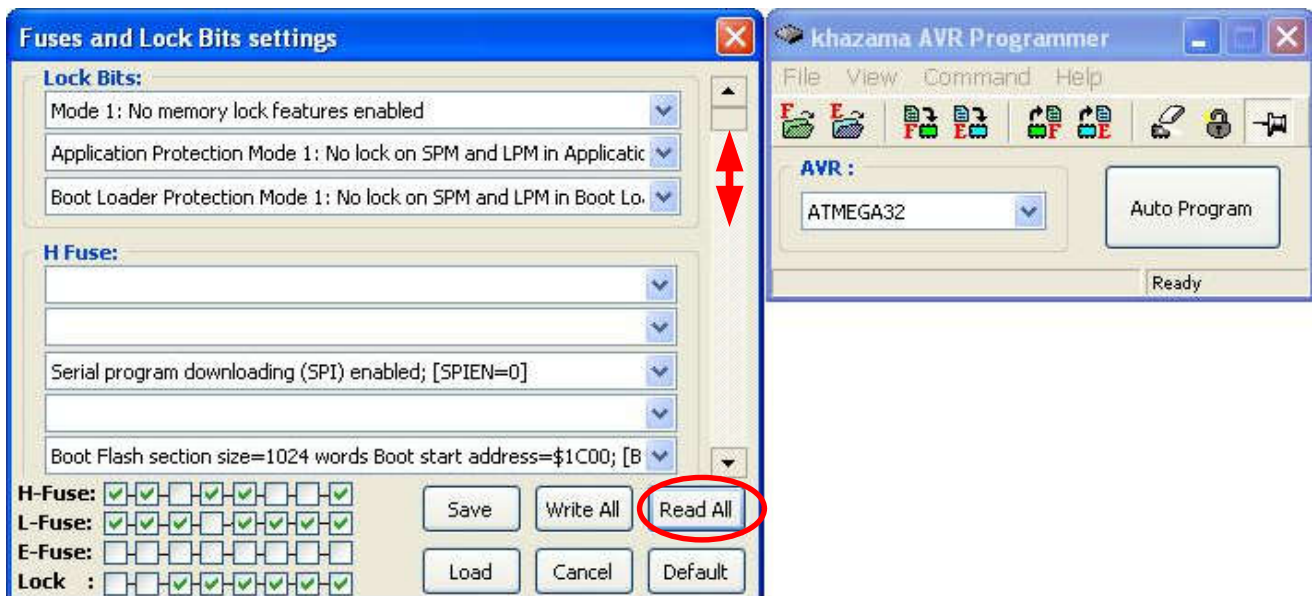 Fuses and Lock Bits settings
Lock Bits:
Mode 1: No memory lock features enabled
Application Protection Mode 1: No lock on SPM and LPM in Applicatic
Boot Loader Protection Mode 1: No lock on SPM and LPM in Boot Lo.
H Fuse:
Serial program downloading (SPI) enabled; [SPIEN=0]
Boot Flash section size=1024 words Boot start address=$1C00; [B
H-Fuse:
L-Fuse:
E-Fuse:
Lock :
Save
Write All
Read All
Load
Cancel
Default
khazama AVR Programmer
File View Command Help
F E F E F E
AVR :
ATMEGA32
Auto Program
Ready